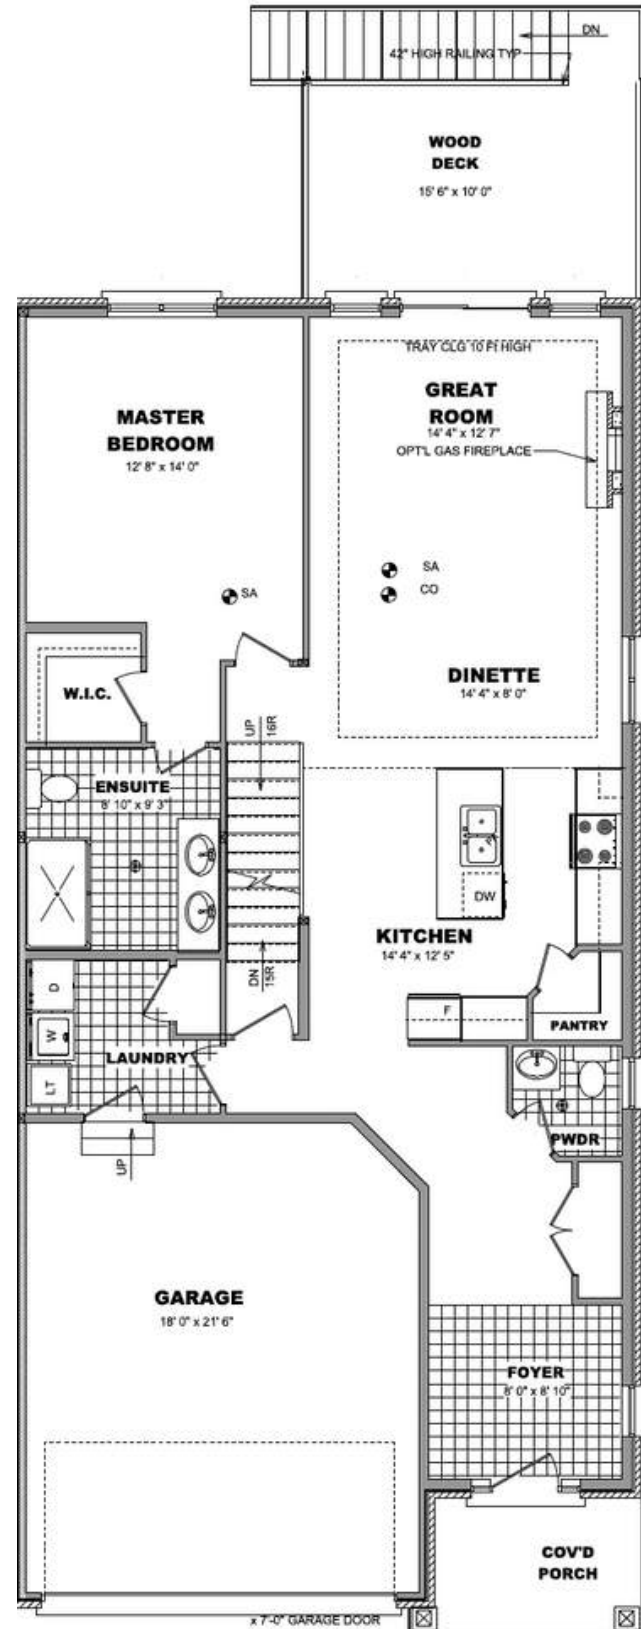 DN
42" HIGH RAILING TYP
WOOD
DECK
15' 6" x 10' 0"
TRAY CLG 10 Ft HIGH
GREAT
ROOM
14' 4" x 12' 7"
OPT'L GAS FIREPLACE
MASTER
BEDROOM
12' 8" x 14' 0"
SA
SA
CO
W.I.C.
DINETTE
14' 4" x 8' 0"
UP
16R
ENSUITE
8' 10" x 9' 3"
DW
KITCHEN
14' 4" x 12' 5"
DN
15R
D
W
LT
LAUNDRY
F
PANTRY
PWDR
UP
GARAGE
18' 0" x 21' 6"
FOYER
8' 0" x 8' 10"
COV'D
PORCH
x 7'-0" GARAGE DOOR